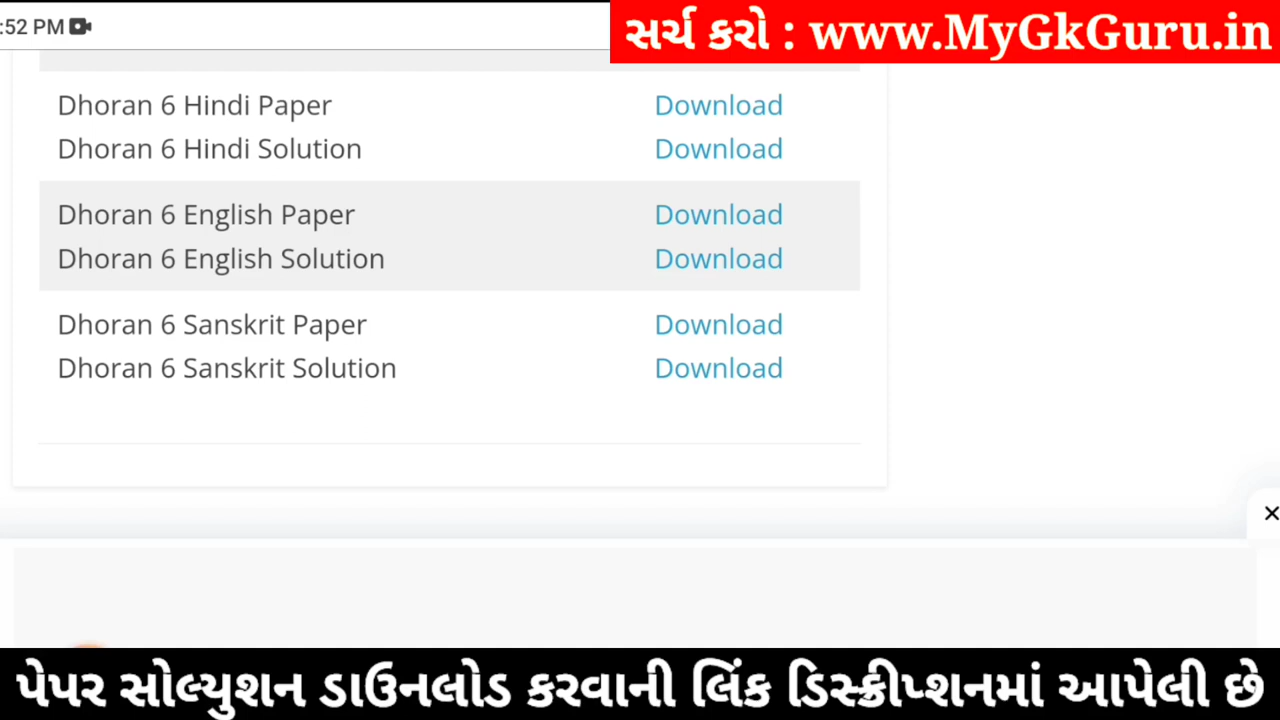 :52 PM
સર્ચ કરો : www.MyGkGuru.in
Dhoran 6 Hindi Paper Download
Dhoran 6 Hindi Solution Download
Dhoran 6 English Paper Download
Dhoran 6 English Solution Download
Dhoran 6 Sanskrit Paper Download
Dhoran 6 Sanskrit Solution Download
પેપર સોલ્યુશન ડાઉનલોડ કરવાની લિંક ડિસ્ક્રીપ્શનમાં આપેલી છે